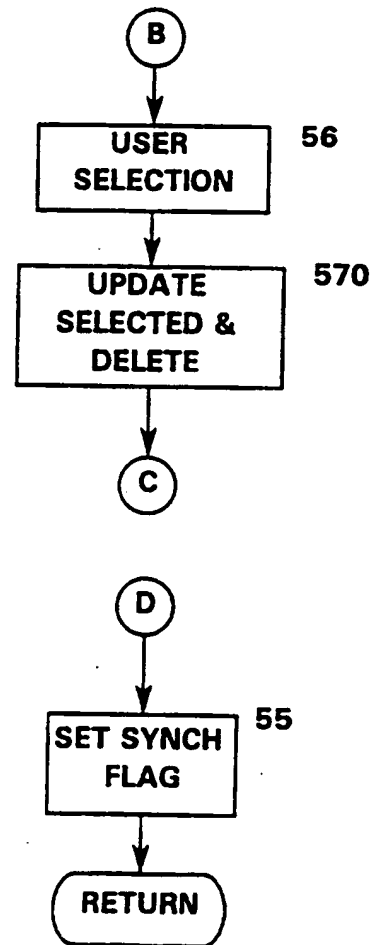 B
USER
SELECTION
56
UPDATE
SELECTED &
DELETE
570
C
D
SET SYNCH
FLAG
55
RETURN